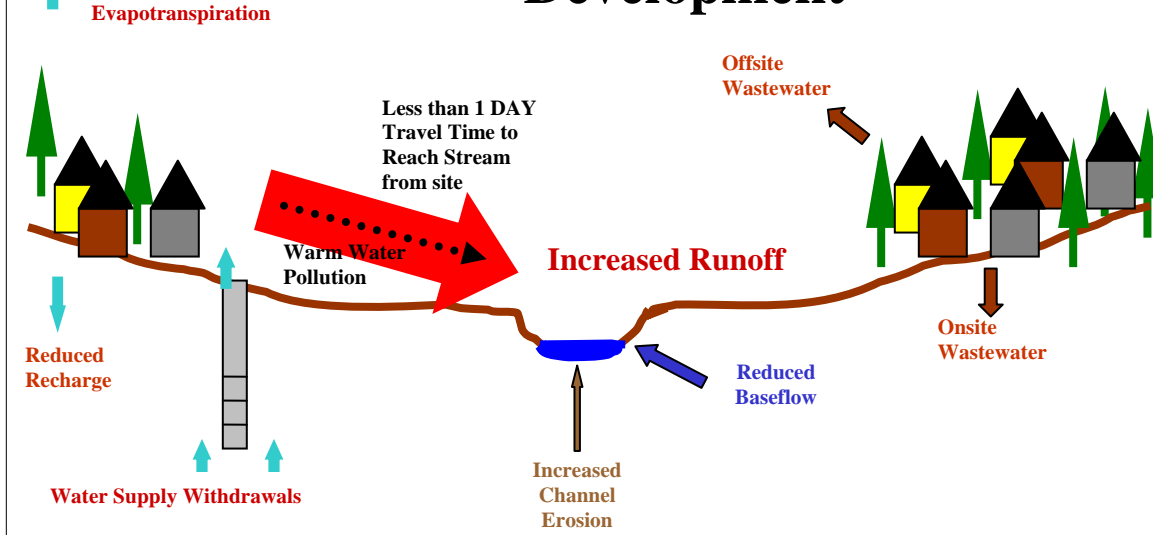 Development
Evapotranspiration
Offsite
Wastewater
Less than 1 DAY
Travel Time to
Reach Stream
from site
Warm Water
Pollution
Increased Runoff
Onsite
Wastewater
Reduced
Recharge
Reduced
Baseflow
Increased
Channel
Erosion
Water Supply Withdrawals